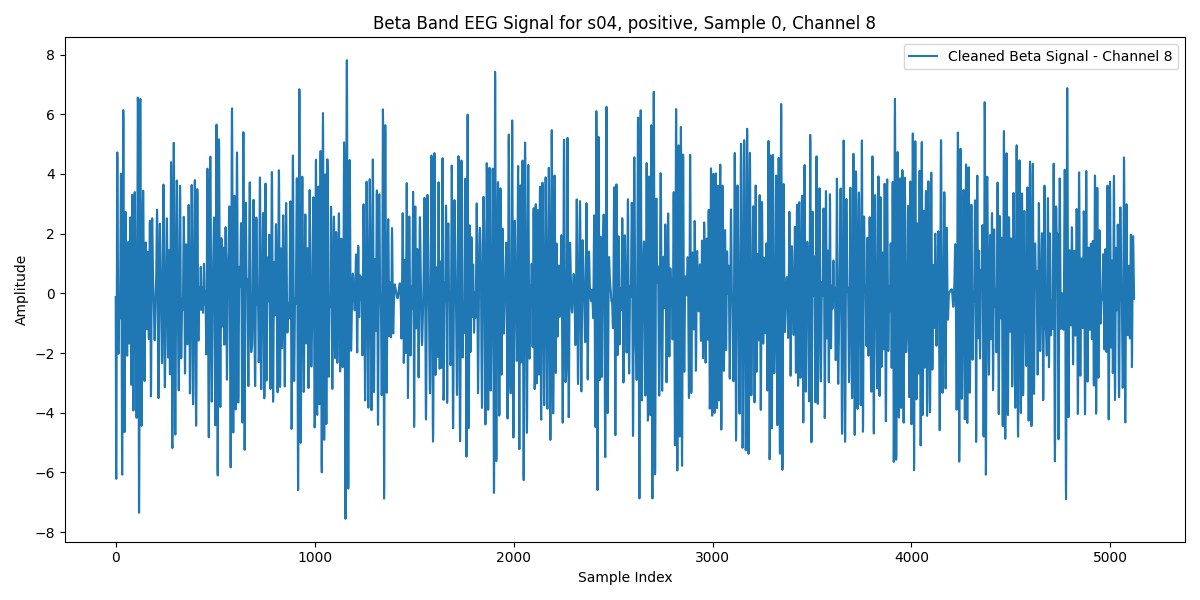 Beta Band EEG Signal for s04, positive, Sample 0, Channel 8
Cleaned Beta Signal - Channel 8
Amplitude
8
6
4
2
0
−2
−4
−6
−8
0 1000 2000 3000 4000 5000
Sample Index